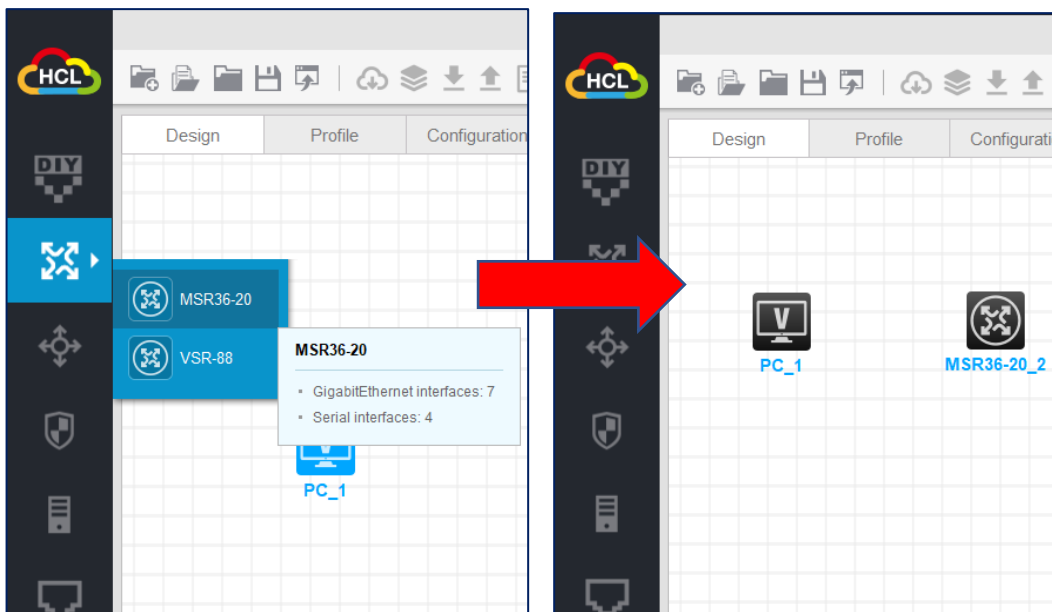 HCL
Design
Profile
Configuration
DIY
MSR36-20
VSR-88
MSR36-20
GigabitEthernet interfaces: 7
Serial interfaces: 4
V
PC_1
HCL
Design
Profile
Configurati
DIY
V
PC_1
MSR36-20_2